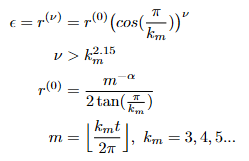 ϵ = r^(ν) = r^(0) (cos(π/k_m))^ν
ν > k_m^2.15
r^(0) = m^−α / 2 tan(π/k_m)
m = ⌊k_m t / 2π⌋, k_m = 3, 4, 5...